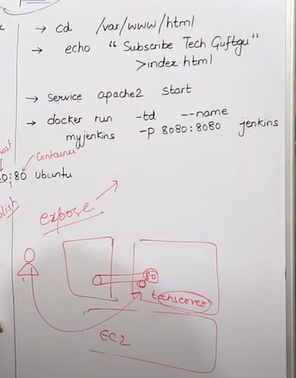 → cd /var/www/html
→ echo “ Subscribe Tech Guftgu”
>index.html
→ Service apache2 start
→ docker run -td --name
myjenkins -p 8080:8080 jenkins
Container
:80 Ubuntu
expose
80
techserver
EC2